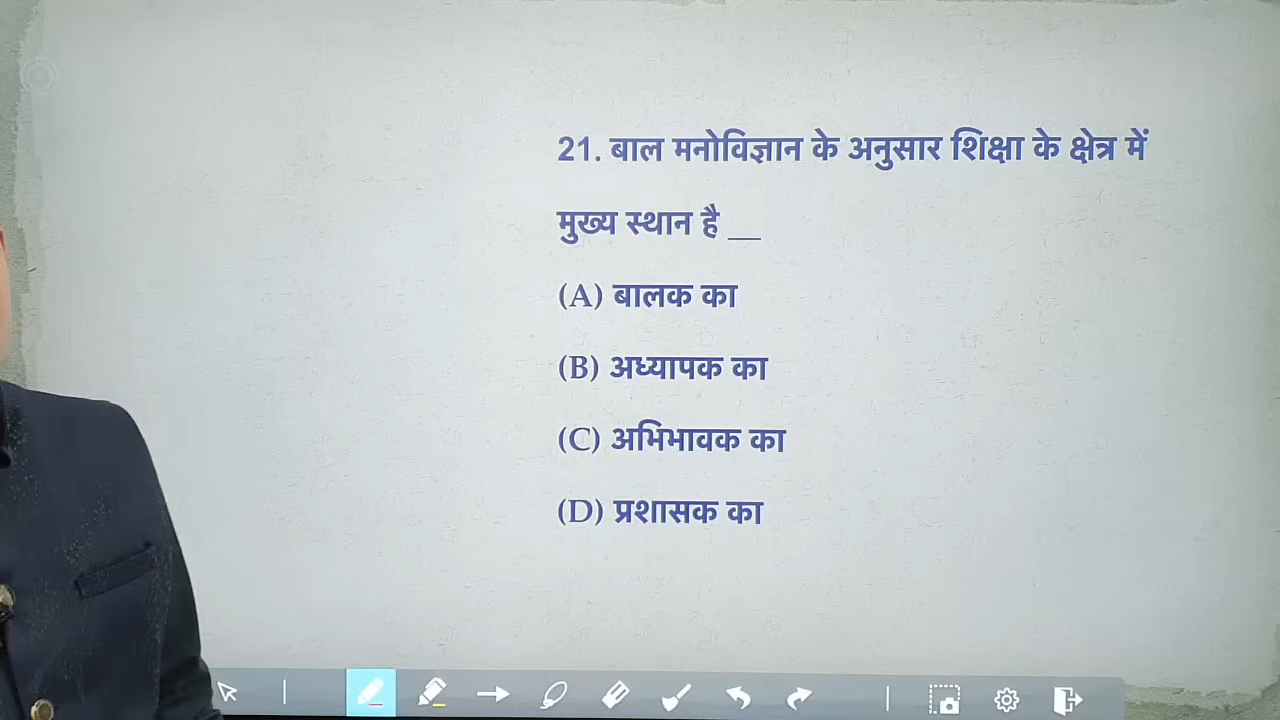 21. बाल मनोविज्ञान के अनुसार शिक्षा के क्षेत्र में
मुख्य स्थान है __
(A) बालक का
(B) अध्यापक का
(C) अभिभावक का
(D) प्रशासक का